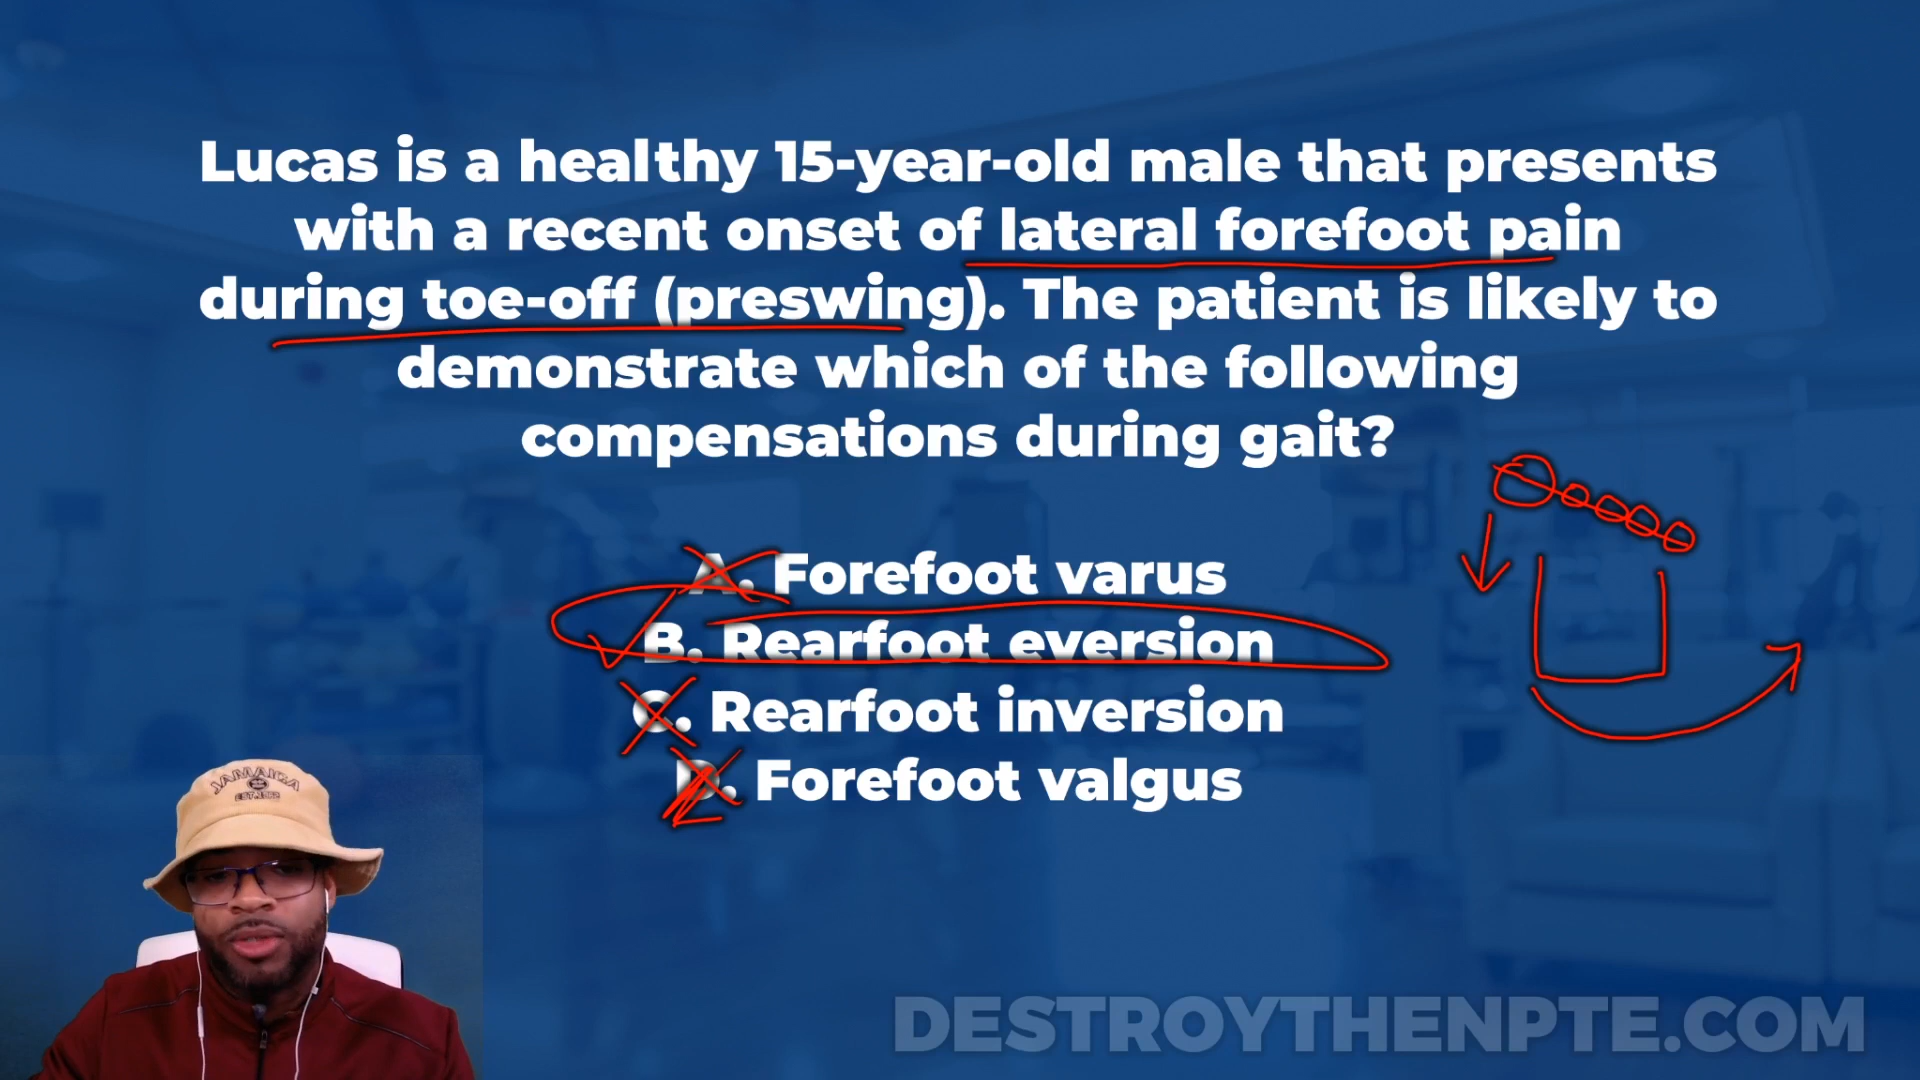 Lucas is a healthy 15-year-old male that presents
with a recent onset of lateral forefoot pain
during toe-off (preswing). The patient is likely to
demonstrate which of the following
compensations during gait?
A. Forefoot varus
B. Rearfoot eversion
C. Rearfoot inversion
D. Forefoot valgus
JAMAICA
DESTROYTHENPTE.COM